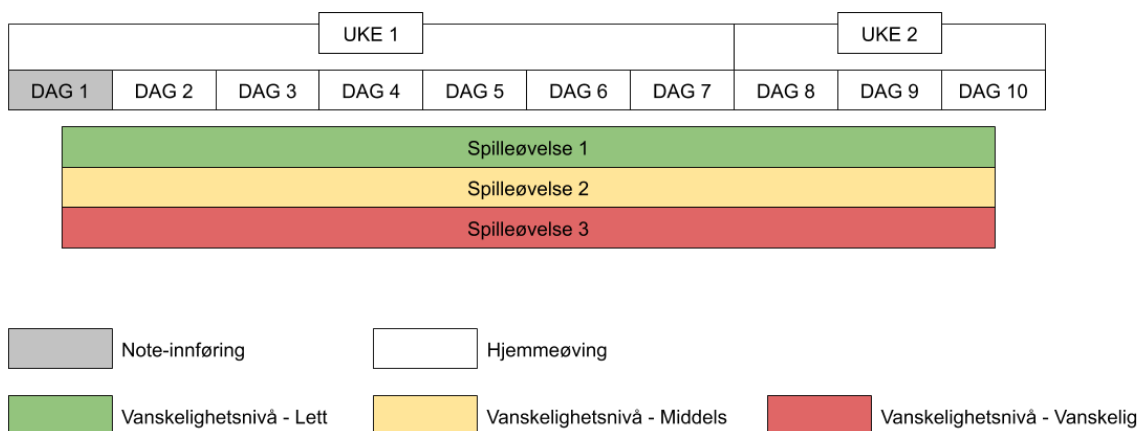 UKE 1 UKE 2
DAG 1 DAG 2 DAG 3 DAG 4 DAG 5 DAG 6 DAG 7 DAG 8 DAG 9 DAG 10
Spilleøvelse 1
Spilleøvelse 2
Spilleøvelse 3
Note-innføring Hjemmeøving
Vanskelighetsnivå - Lett Vanskelighetsnivå - Middels Vanskelighetsnivå - Vanskelig